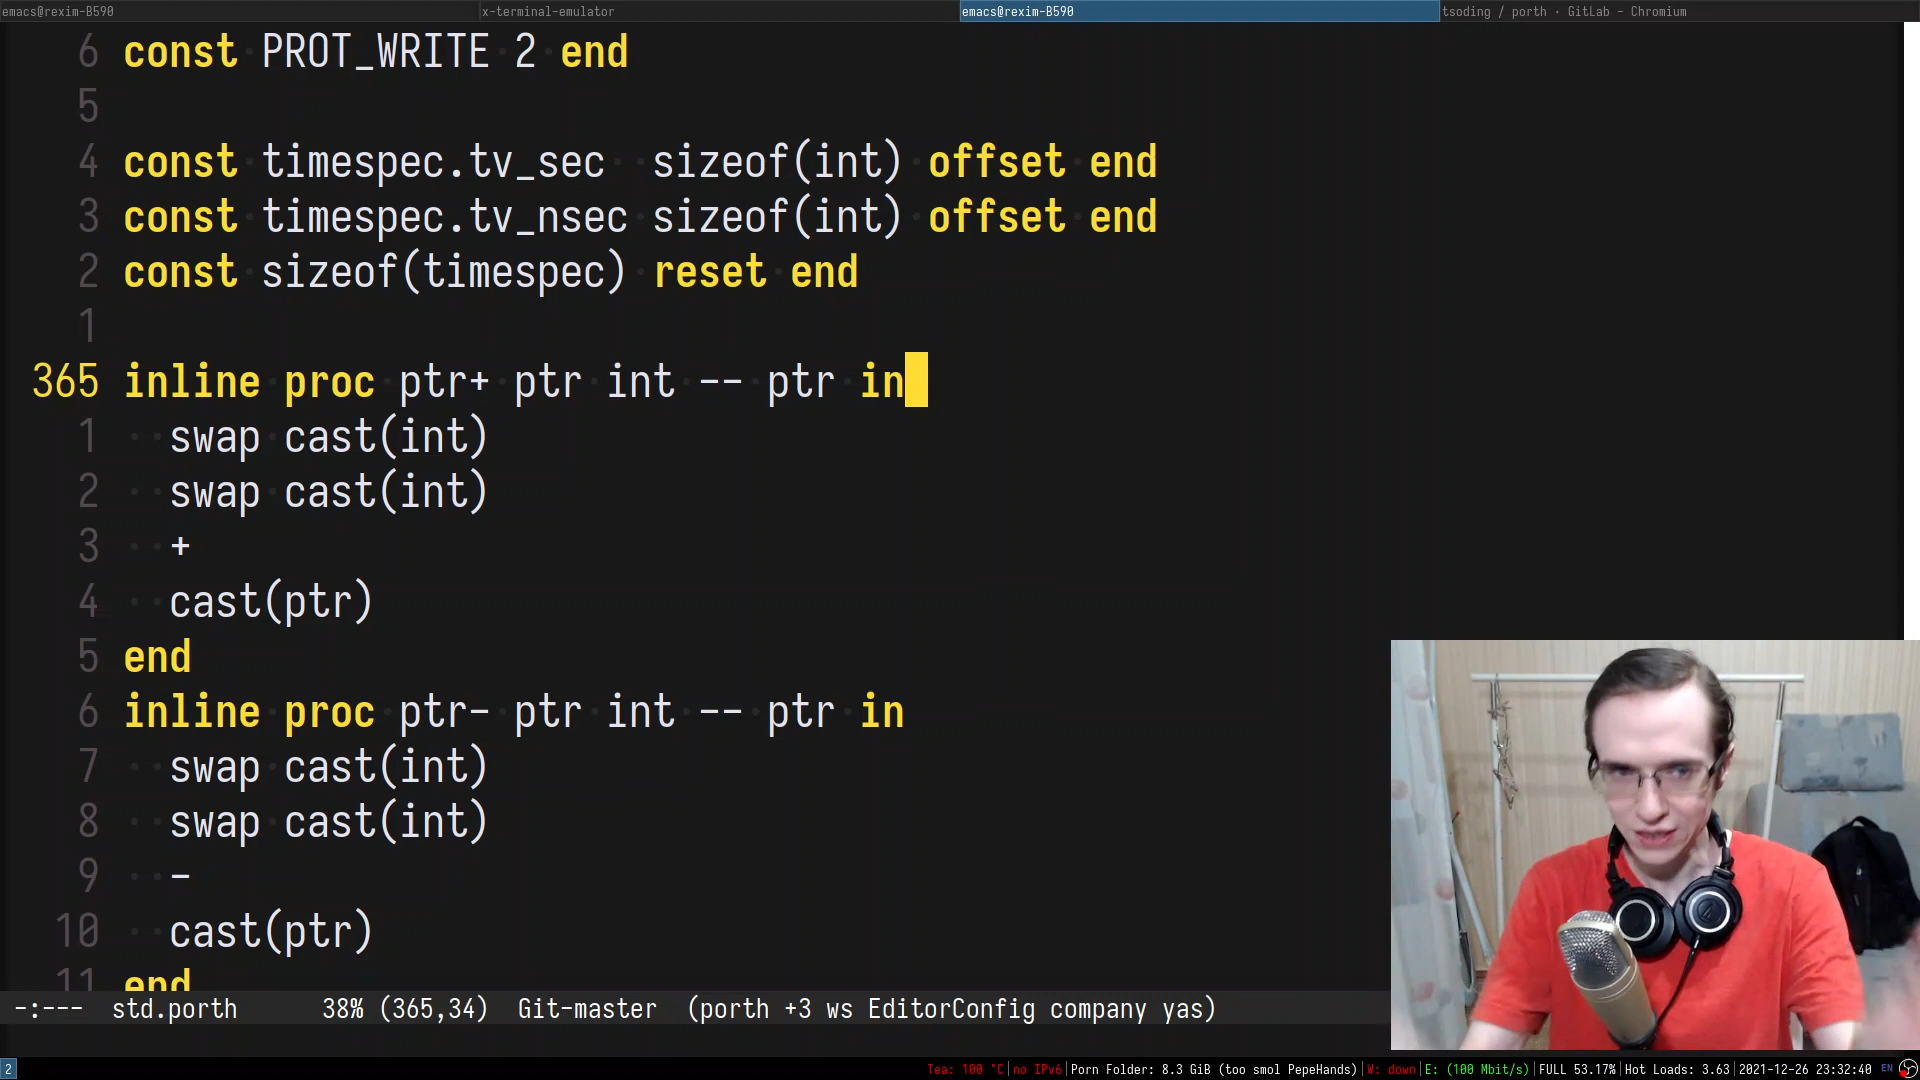 emacs@rexim-B590 x-terminal-emulator emacs@rexim-B590 tsoding / porth · GitLab - Chromium
6 const PROT_WRITE 2 end
5
4 const timespec.tv_sec sizeof(int) offset end
3 const timespec.tv_nsec sizeof(int) offset end
2 const sizeof(timespec) reset end
1
365 inline proc ptr+ ptr int -- ptr in
1 swap cast(int)
2 swap cast(int)
3 +
4 cast(ptr)
5 end
6 inline proc ptr- ptr int -- ptr in
7 swap cast(int)
8 swap cast(int)
9 -
10 cast(ptr)
11 end
-:--- std.porth 38% (365,34) Git-master (porth +3 ws EditorConfig company yas)
2 Tea: 100 °C|no IPv6|Porn Folder: 8.3 GiB (too smol PepeHands)|W: down|E: (100 Mbit/s)|FULL 53.17%|Hot Loads: 3.63|2021-12-26 23:32:40 EN